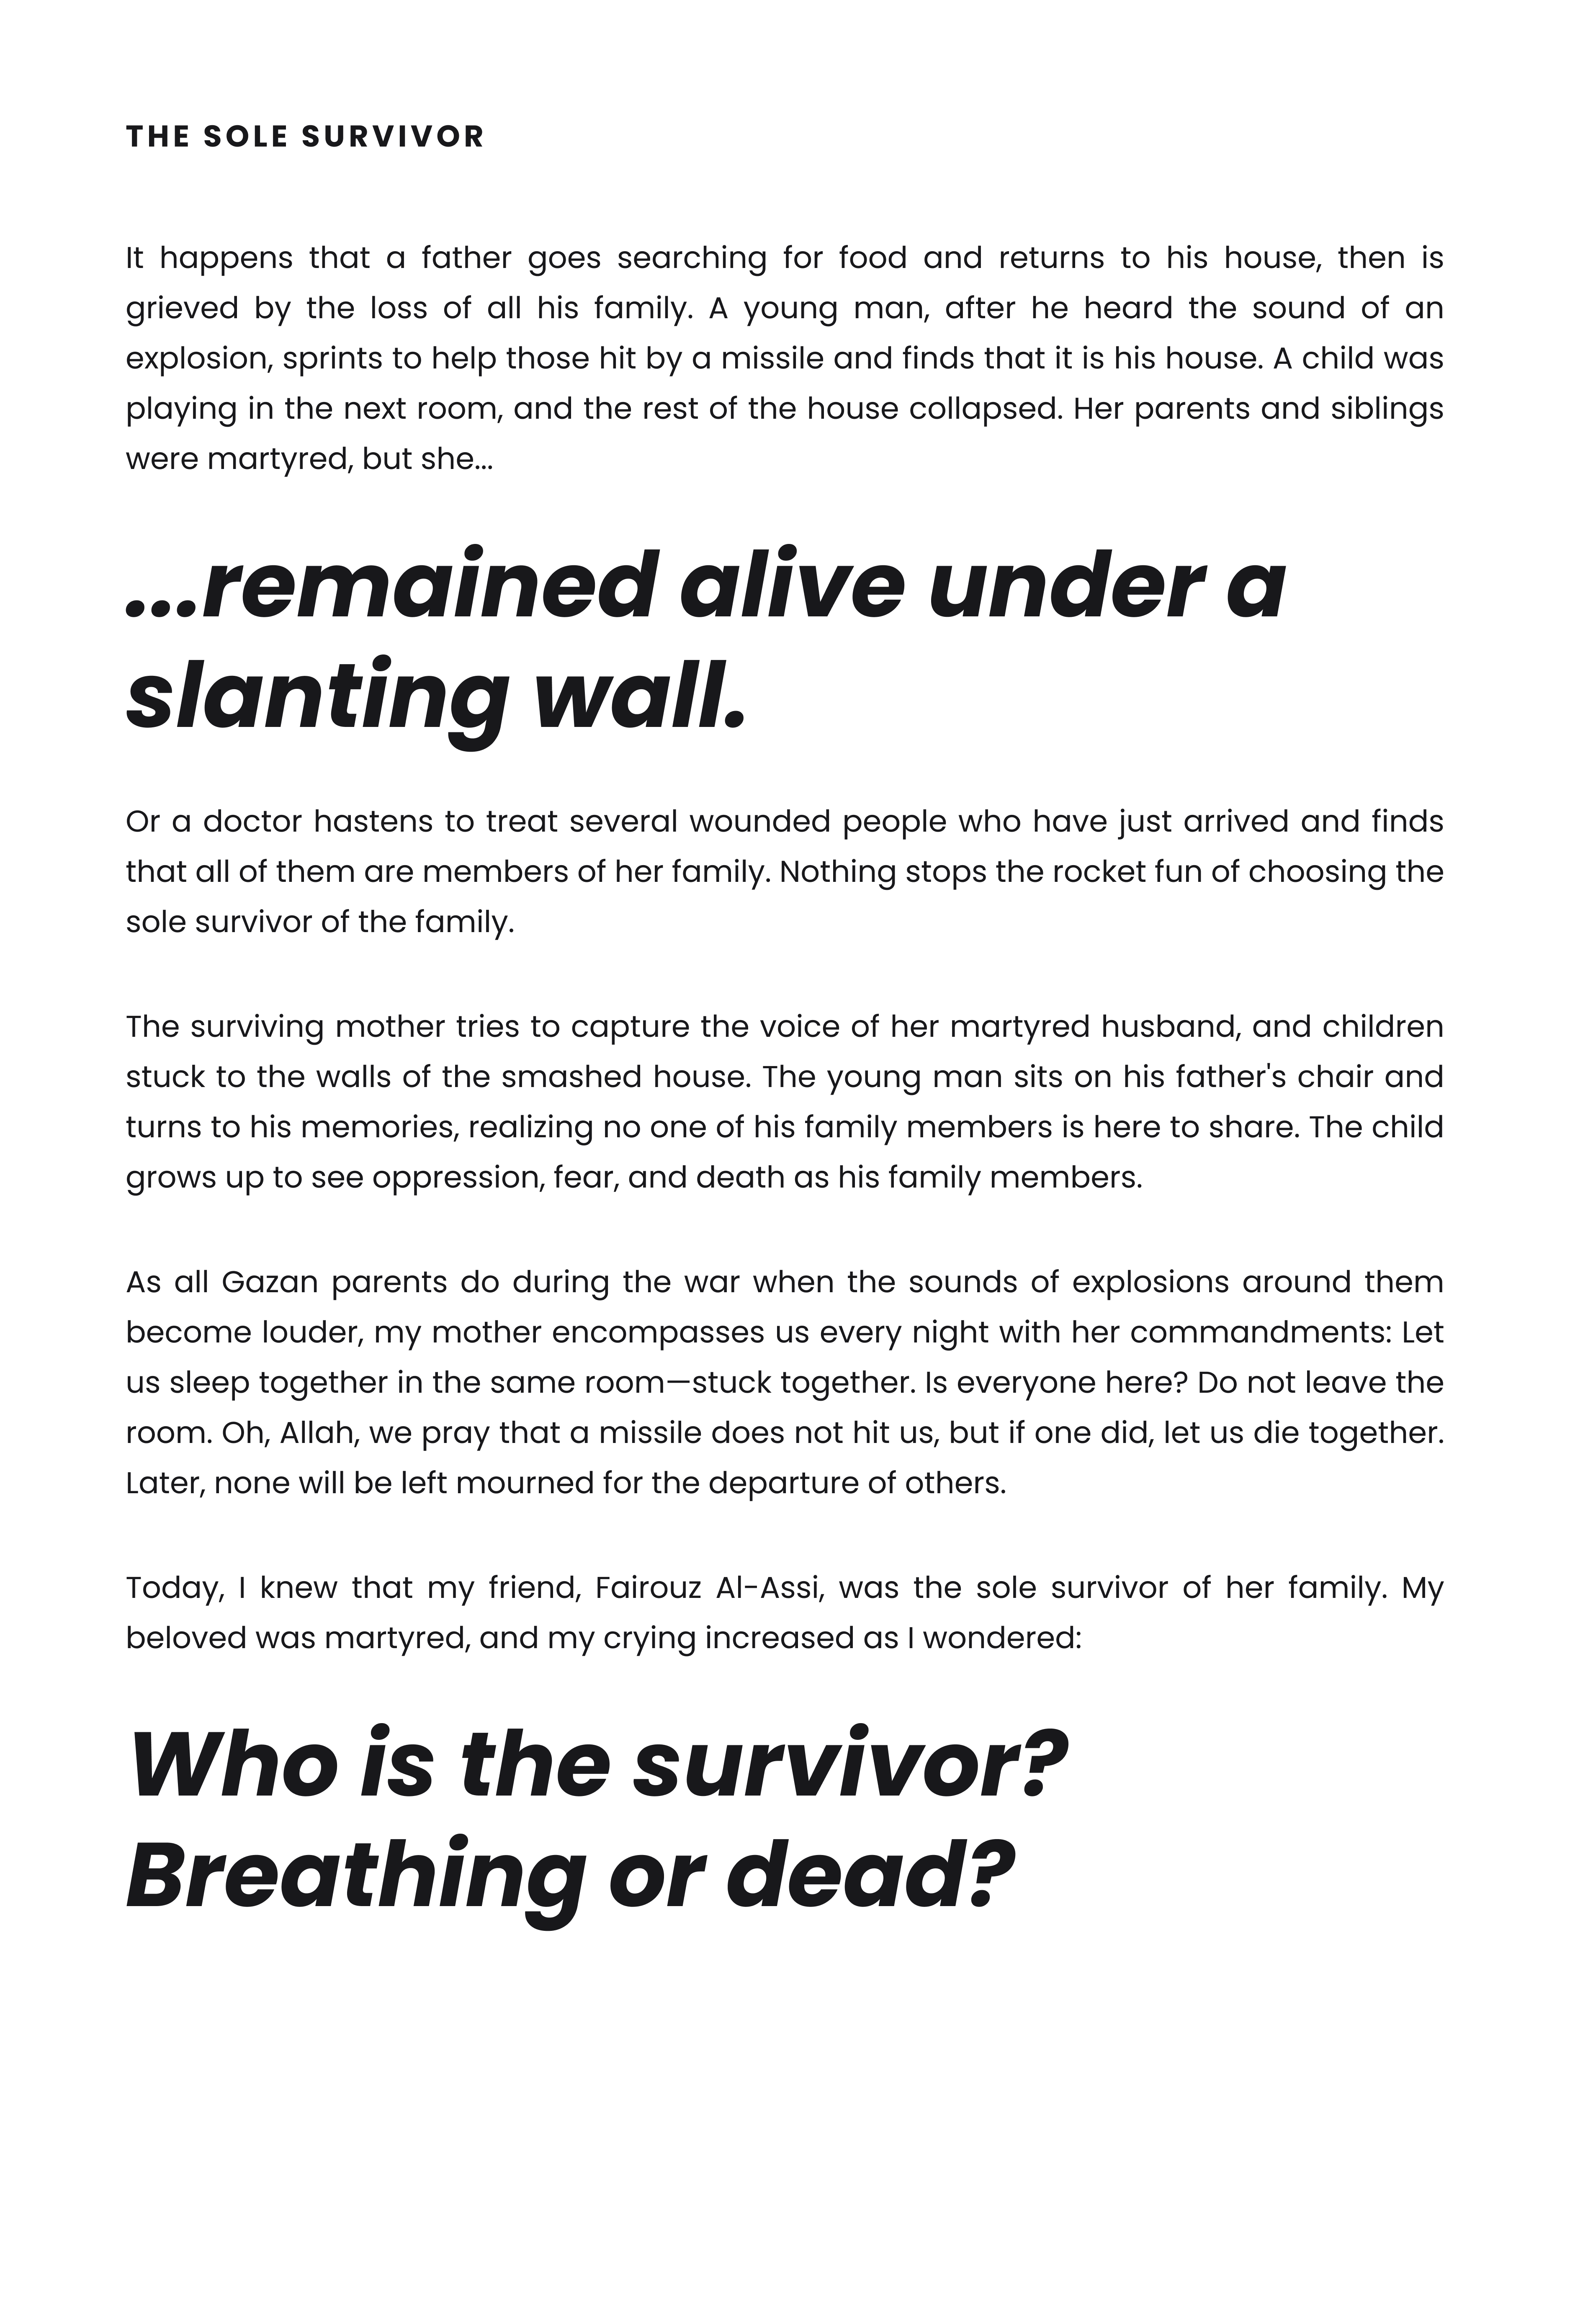 THE SOLE SURVIVOR
It happens that a father goes searching for food and returns to his house, then is
grieved by the loss of all his family. A young man, after he heard the sound of an
explosion, sprints to help those hit by a missile and finds that it is his house. A child was
playing in the next room, and the rest of the house collapsed. Her parents and siblings
were martyred, but she...
...remained alive under a
slanting wall.
Or a doctor hastens to treat several wounded people who have just arrived and finds
that all of them are members of her family. Nothing stops the rocket fun of choosing the
sole survivor of the family.
The surviving mother tries to capture the voice of her martyred husband, and children
stuck to the walls of the smashed house. The young man sits on his father's chair and
turns to his memories, realizing no one of his family members is here to share. The child
grows up to see oppression, fear, and death as his family members.
As all Gazan parents do during the war when the sounds of explosions around them
become louder, my mother encompasses us every night with her commandments: Let
us sleep together in the same room—stuck together. Is everyone here? Do not leave the
room. Oh, Allah, we pray that a missile does not hit us, but if one did, let us die together.
Later, none will be left mourned for the departure of others.
Today, I knew that my friend, Fairouz Al-Assi, was the sole survivor of her family. My
beloved was martyred, and my crying increased as I wondered:
Who is the survivor?
Breathing or dead?